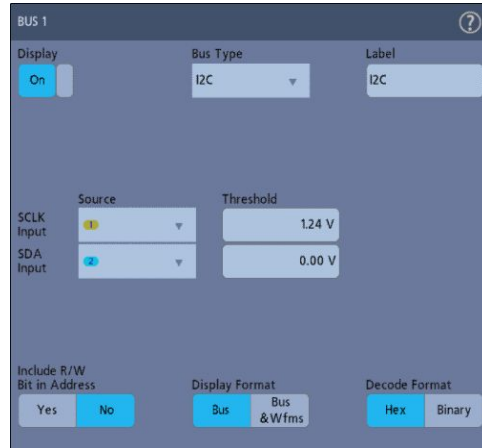 BUS 1 ?
Display Bus Type Label
On I2C I2C
Source Threshold
SCLK
Input 1 1.24 V
SDA
Input 2 0.00 V
Include R/W
Bit in Address Display Format Decode Format
Yes No Bus Bus
&Wfms Hex Binary